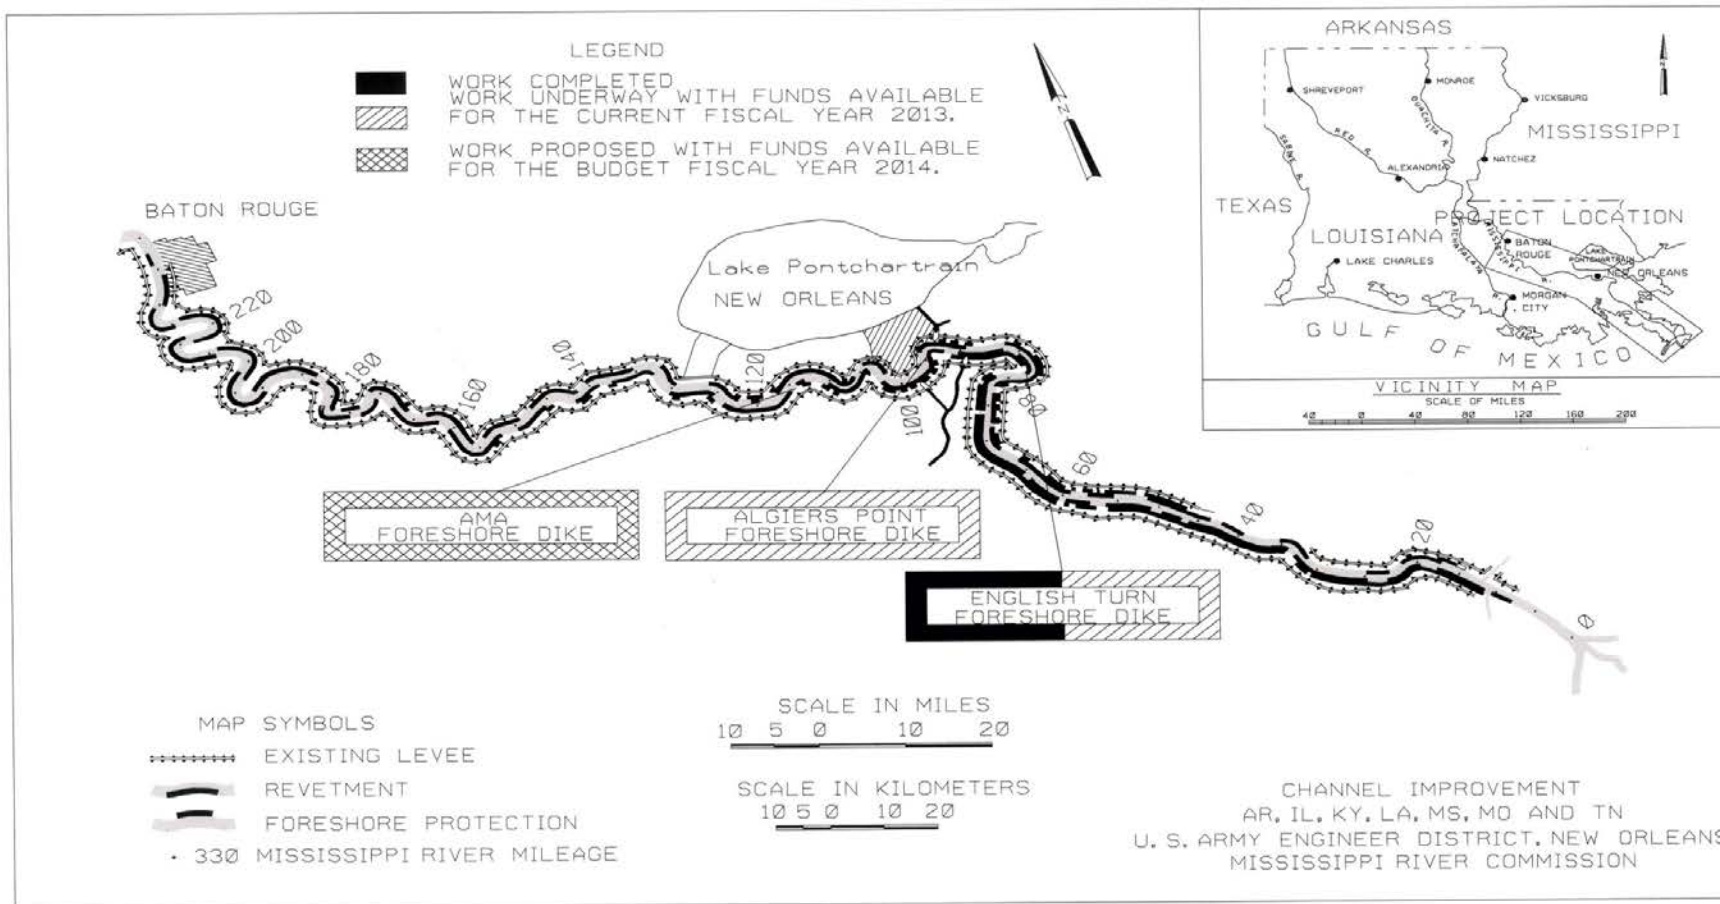 LEGEND
WORK COMPLETED
WORK UNDERWAY WITH FUNDS AVAILABLE
FOR THE CURRENT FISCAL YEAR 2013.
WORK PROPOSED WITH FUNDS AVAILABLE
FOR THE BUDGET FISCAL YEAR 2014.
N
BATON ROUGE
Lake Pontchartrain
NEW ORLEANS
220
200
180
160
140
120
100
80
60
40
20
0
AMA
FORESHORE DIKE
ALGIERS POINT
FORESHORE DIKE
ENGLISH TURN
FORESHORE DIKE
ARKANSAS
N
SHREVEPORT
MONROE
VICKSBURG
OUACHITA R.
MISSISSIPPI
RED R.
SABINE R.
NATCHEZ
ALEXANDRIA
TEXAS
PROJECT LOCATION
LOUISIANA
ATCHAFALAYA R.
MISSISSIPPI R.
BATON
ROUGE
LAKE
PONTCHARTRAIN
LAKE CHARLES
NEW ORLEANS
MORGAN
CITY
GULF OF MEXICO
VICINITY MAP
SCALE OF MILES
40 0 40 80 120 160 200
MAP SYMBOLS
EXISTING LEVEE
REVETMENT
FORESHORE PROTECTION
330 MISSISSIPPI RIVER MILEAGE
SCALE IN MILES
10 5 0 10 20
SCALE IN KILOMETERS
10 5 0 10 20
CHANNEL IMPROVEMENT
AR, IL, KY, LA, MS, MO AND TN
U. S. ARMY ENGINEER DISTRICT, NEW ORLEANS
MISSISSIPPI RIVER COMMISSION